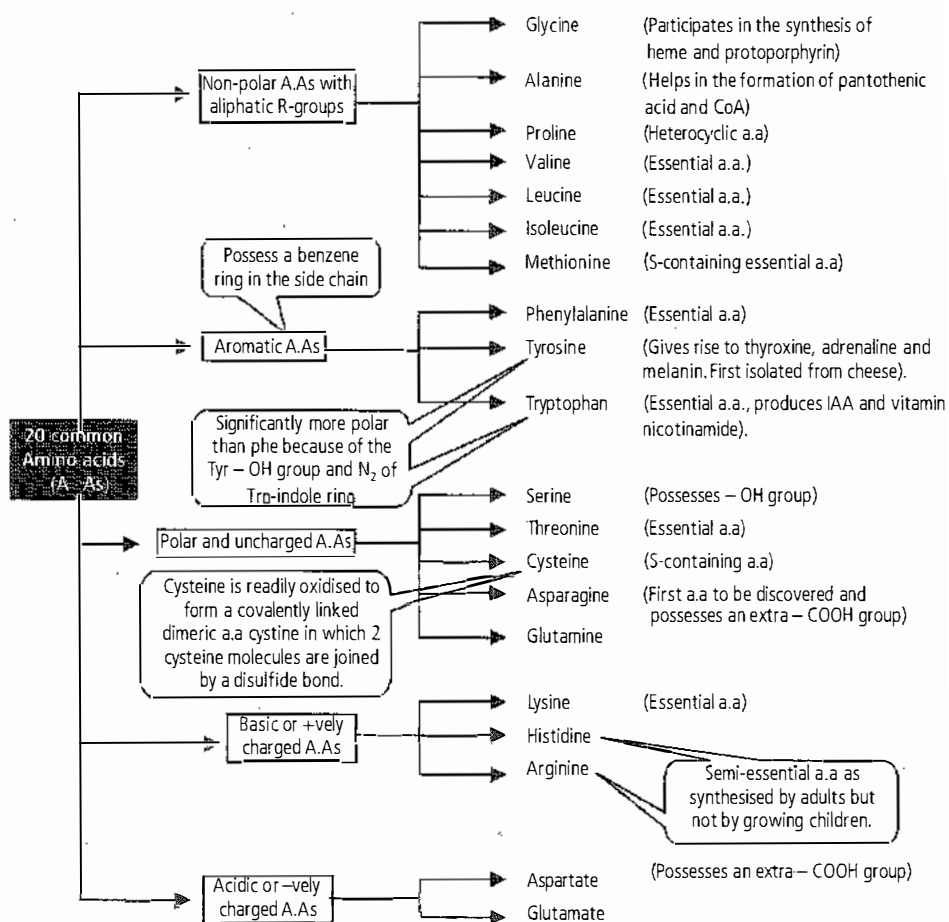 Glycine (Participates in the synthesis of
heme and protoporphyrin)
Non-polar A.As with
aliphatic R-groups
Alanine (Helps in the formation of pantothenic
acid and CoA)
Proline (Heterocyclic a.a)
Valine (Essential a.a.)
Leucine (Essential a.a.)
Isoleucine (Essential a.a.)
Methionine (S-containing essential a.a)
Possess a benzene
ring in the side chain
Aromatic A.As
Phenylalanine (Essential a.a)
Tyrosine (Gives rise to thyroxine, adrenaline and
melanin. First isolated from cheese).
Tryptophan (Essential a.a., produces IAA and vitamin
nicotinamide).
Significantly more polar
than phe because of the
Tyr – OH group and N₂ of
Trp-indole ring
20 common
Amino acids
(A. As)
Polar and uncharged A.As
Serine (Possesses – OH group)
Threonine (Essential a.a)
Cysteine (S-containing a.a)
Asparagine (First a.a to be discovered and
possesses an extra – COOH group)
Glutamine
Cysteine is readily oxidised to
form a covalently linked
dimeric a.a cystine in which 2
cysteine molecules are joined
by a disulfide bond.
Basic or +vely
charged A.As
Lysine (Essential a.a)
Histidine
Arginine
Semi-essential a.a as
synthesised by adults but
not by growing children.
Acidic or –vely
charged A.As
Aspartate (Possesses an extra – COOH group)
Glutamate